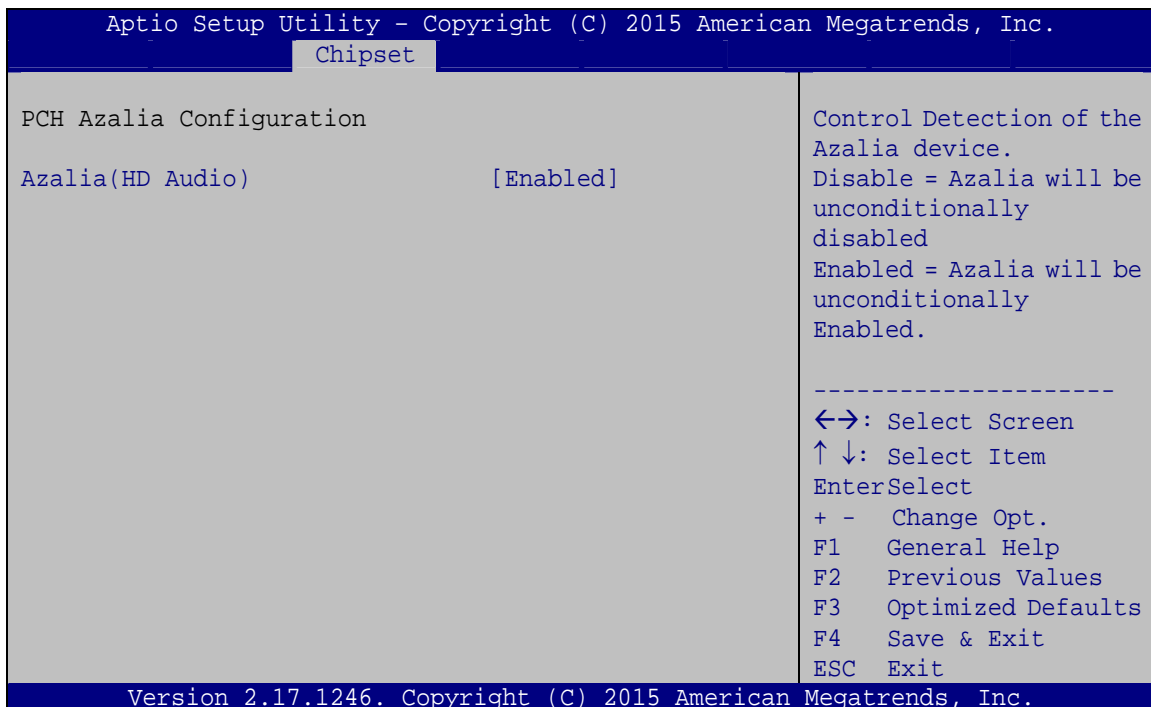 Aptio Setup Utility – Copyright (C) 2015 American Megatrends, Inc.
Chipset
PCH Azalia Configuration
Azalia(HD Audio) [Enabled]
Control Detection of the
Azalia device.
Disable = Azalia will be
unconditionally
disabled
Enabled = Azalia will be
unconditionally
Enabled.
---------------------
←→: Select Screen
↑ ↓: Select Item
EnterSelect
+ - Change Opt.
F1 General Help
F2 Previous Values
F3 Optimized Defaults
F4 Save & Exit
ESC Exit
Version 2.17.1246. Copyright (C) 2015 American Megatrends, Inc.